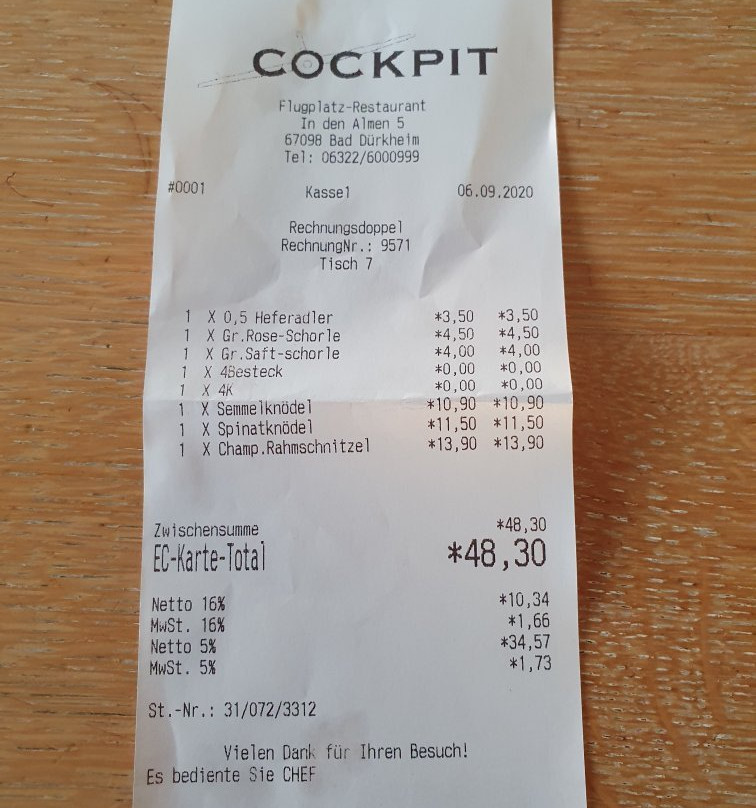 COCKPIT
Flugplatz-Restaurant
In den Almen 5
67098 Bad Dürkheim
Tel: 06322/6000999
#0001 Kasse1 06.09.2020
Rechnungsdoppel
RechnungNr.: 9571
Tisch 7
1 X 0,5 Heferadler *3,50 *3,50
1 X Gr.Rose-Schorle *4,50 *4,50
1 X Gr.Saft-schorle *4,00 *4,00
1 X 4Besteck *0,00 *0,00
1 X 4K *0,00 *0,00
1 X Semmelknödel *10,90 *10,90
1 X Spinatknödel *11,50 *11,50
1 X Champ.Rahmschnitzel *13,90 *13,90
Zwischensumme *48,30
EC-Karte-Total *48,30
Netto 16% *10,34
MwSt. 16% *1,66
Netto 5% *34,57
MwSt. 5% *1,73
St.-Nr.: 31/072/3312
Vielen Dank für Ihren Besuch!
Es bediente Sie CHEF